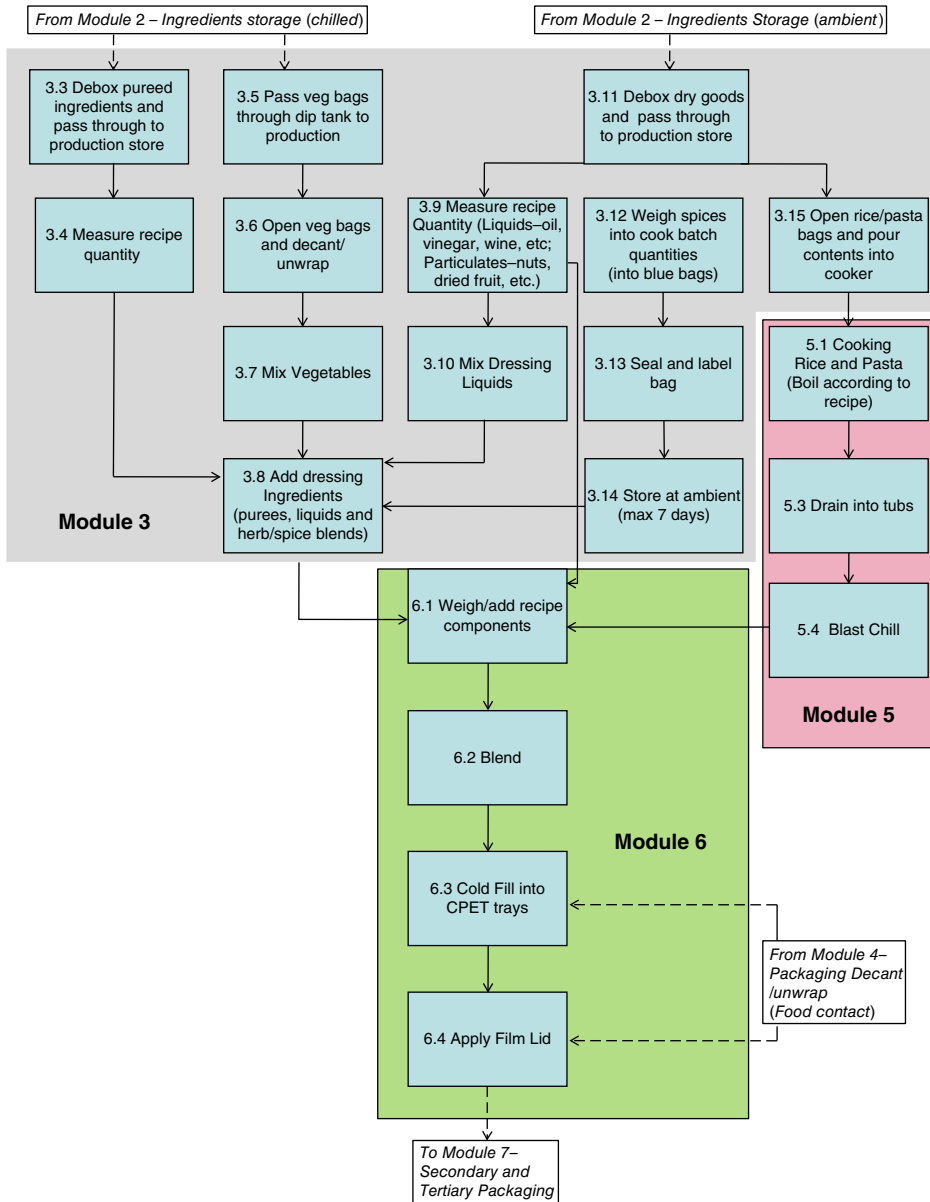 From Module 2 – Ingredients storage (chilled)
From Module 2 – Ingredients Storage (ambient)
3.3 Debox pureed
ingredients and
pass through to
production store
3.5 Pass veg bags
through dip tank to
production
3.11 Debox dry goods
and pass through
to production store
3.4 Measure recipe
quantity
3.6 Open veg bags
and decant/
unwrap
3.9 Measure recipe
Quantity (Liquids–oil,
vinegar, wine, etc;
Particulates–nuts,
dried fruit, etc.)
3.12 Weigh spices
into cook batch
quantities
(into blue bags)
3.15 Open rice/pasta
bags and pour
contents into
cooker
3.7 Mix Vegetables
3.10 Mix Dressing
Liquids
3.13 Seal and label
bag
5.1 Cooking
Rice and Pasta
(Boil according to
recipe)
3.8 Add dressing
Ingredients
(purees, liquids and
herb/spice blends)
3.14 Store at ambient
(max 7 days)
5.3 Drain into tubs
Module 3
6.1 Weigh/add recipe
components
5.4 Blast Chill
Module 5
6.2 Blend
Module 6
6.3 Cold Fill into
CPET trays
From Module 4–
Packaging Decant
/unwrap
(Food contact)
6.4 Apply Film Lid
To Module 7–
Secondary and
Tertiary Packaging